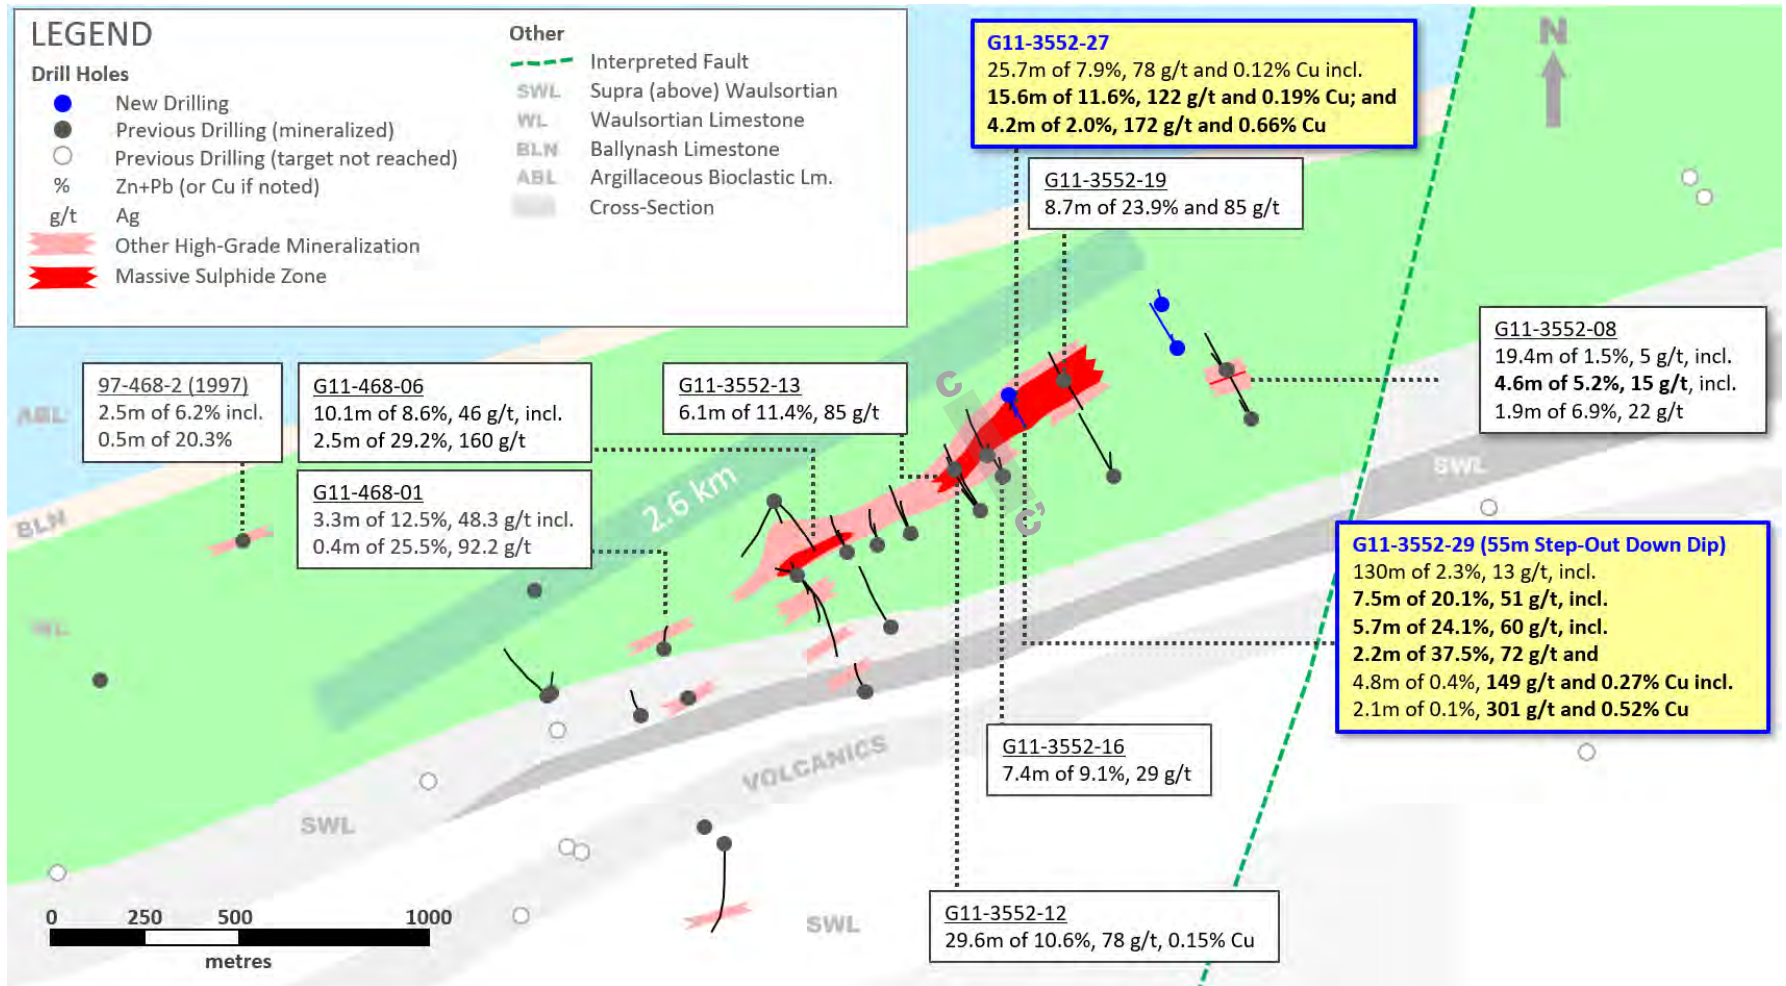 LEGEND
Drill Holes
New Drilling
Previous Drilling (mineralized)
Previous Drilling (target not reached)
% Zn+Pb (or Cu if noted)
g/t Ag
Other High-Grade Mineralization
Massive Sulphide Zone
Other
Interpreted Fault
SWL Supra (above) Waulsortian
WL Waulsortian Limestone
BLN Ballynash Limestone
ABL Argillaceous Bioclastic Lm.
Cross-Section
G11-3552-27
25.7m of 7.9%, 78 g/t and 0.12% Cu incl.
15.6m of 11.6%, 122 g/t and 0.19% Cu; and
4.2m of 2.0%, 172 g/t and 0.66% Cu
N
G11-3552-19
8.7m of 23.9% and 85 g/t
G11-3552-08
19.4m of 1.5%, 5 g/t, incl.
4.6m of 5.2%, 15 g/t, incl.
1.9m of 6.9%, 22 g/t
97-468-2 (1997)
2.5m of 6.2% incl.
0.5m of 20.3%
G11-468-06
10.1m of 8.6%, 46 g/t, incl.
2.5m of 29.2%, 160 g/t
G11-3552-13
6.1m of 11.4%, 85 g/t
G11-468-01
3.3m of 12.5%, 48.3 g/t incl.
0.4m of 25.5%, 92.2 g/t
ABL
BLN
WL
2.6 km
C
C'
SWL
G11-3552-29 (55m Step-Out Down Dip)
130m of 2.3%, 13 g/t, incl.
7.5m of 20.1%, 51 g/t, incl.
5.7m of 24.1%, 60 g/t, incl.
2.2m of 37.5%, 72 g/t and
4.8m of 0.4%, 149 g/t and 0.27% Cu incl.
2.1m of 0.1%, 301 g/t and 0.52% Cu
G11-3552-16
7.4m of 9.1%, 29 g/t
VOLCANICS
SWL
SWL
G11-3552-12
29.6m of 10.6%, 78 g/t, 0.15% Cu
0 250 500 1000
metres